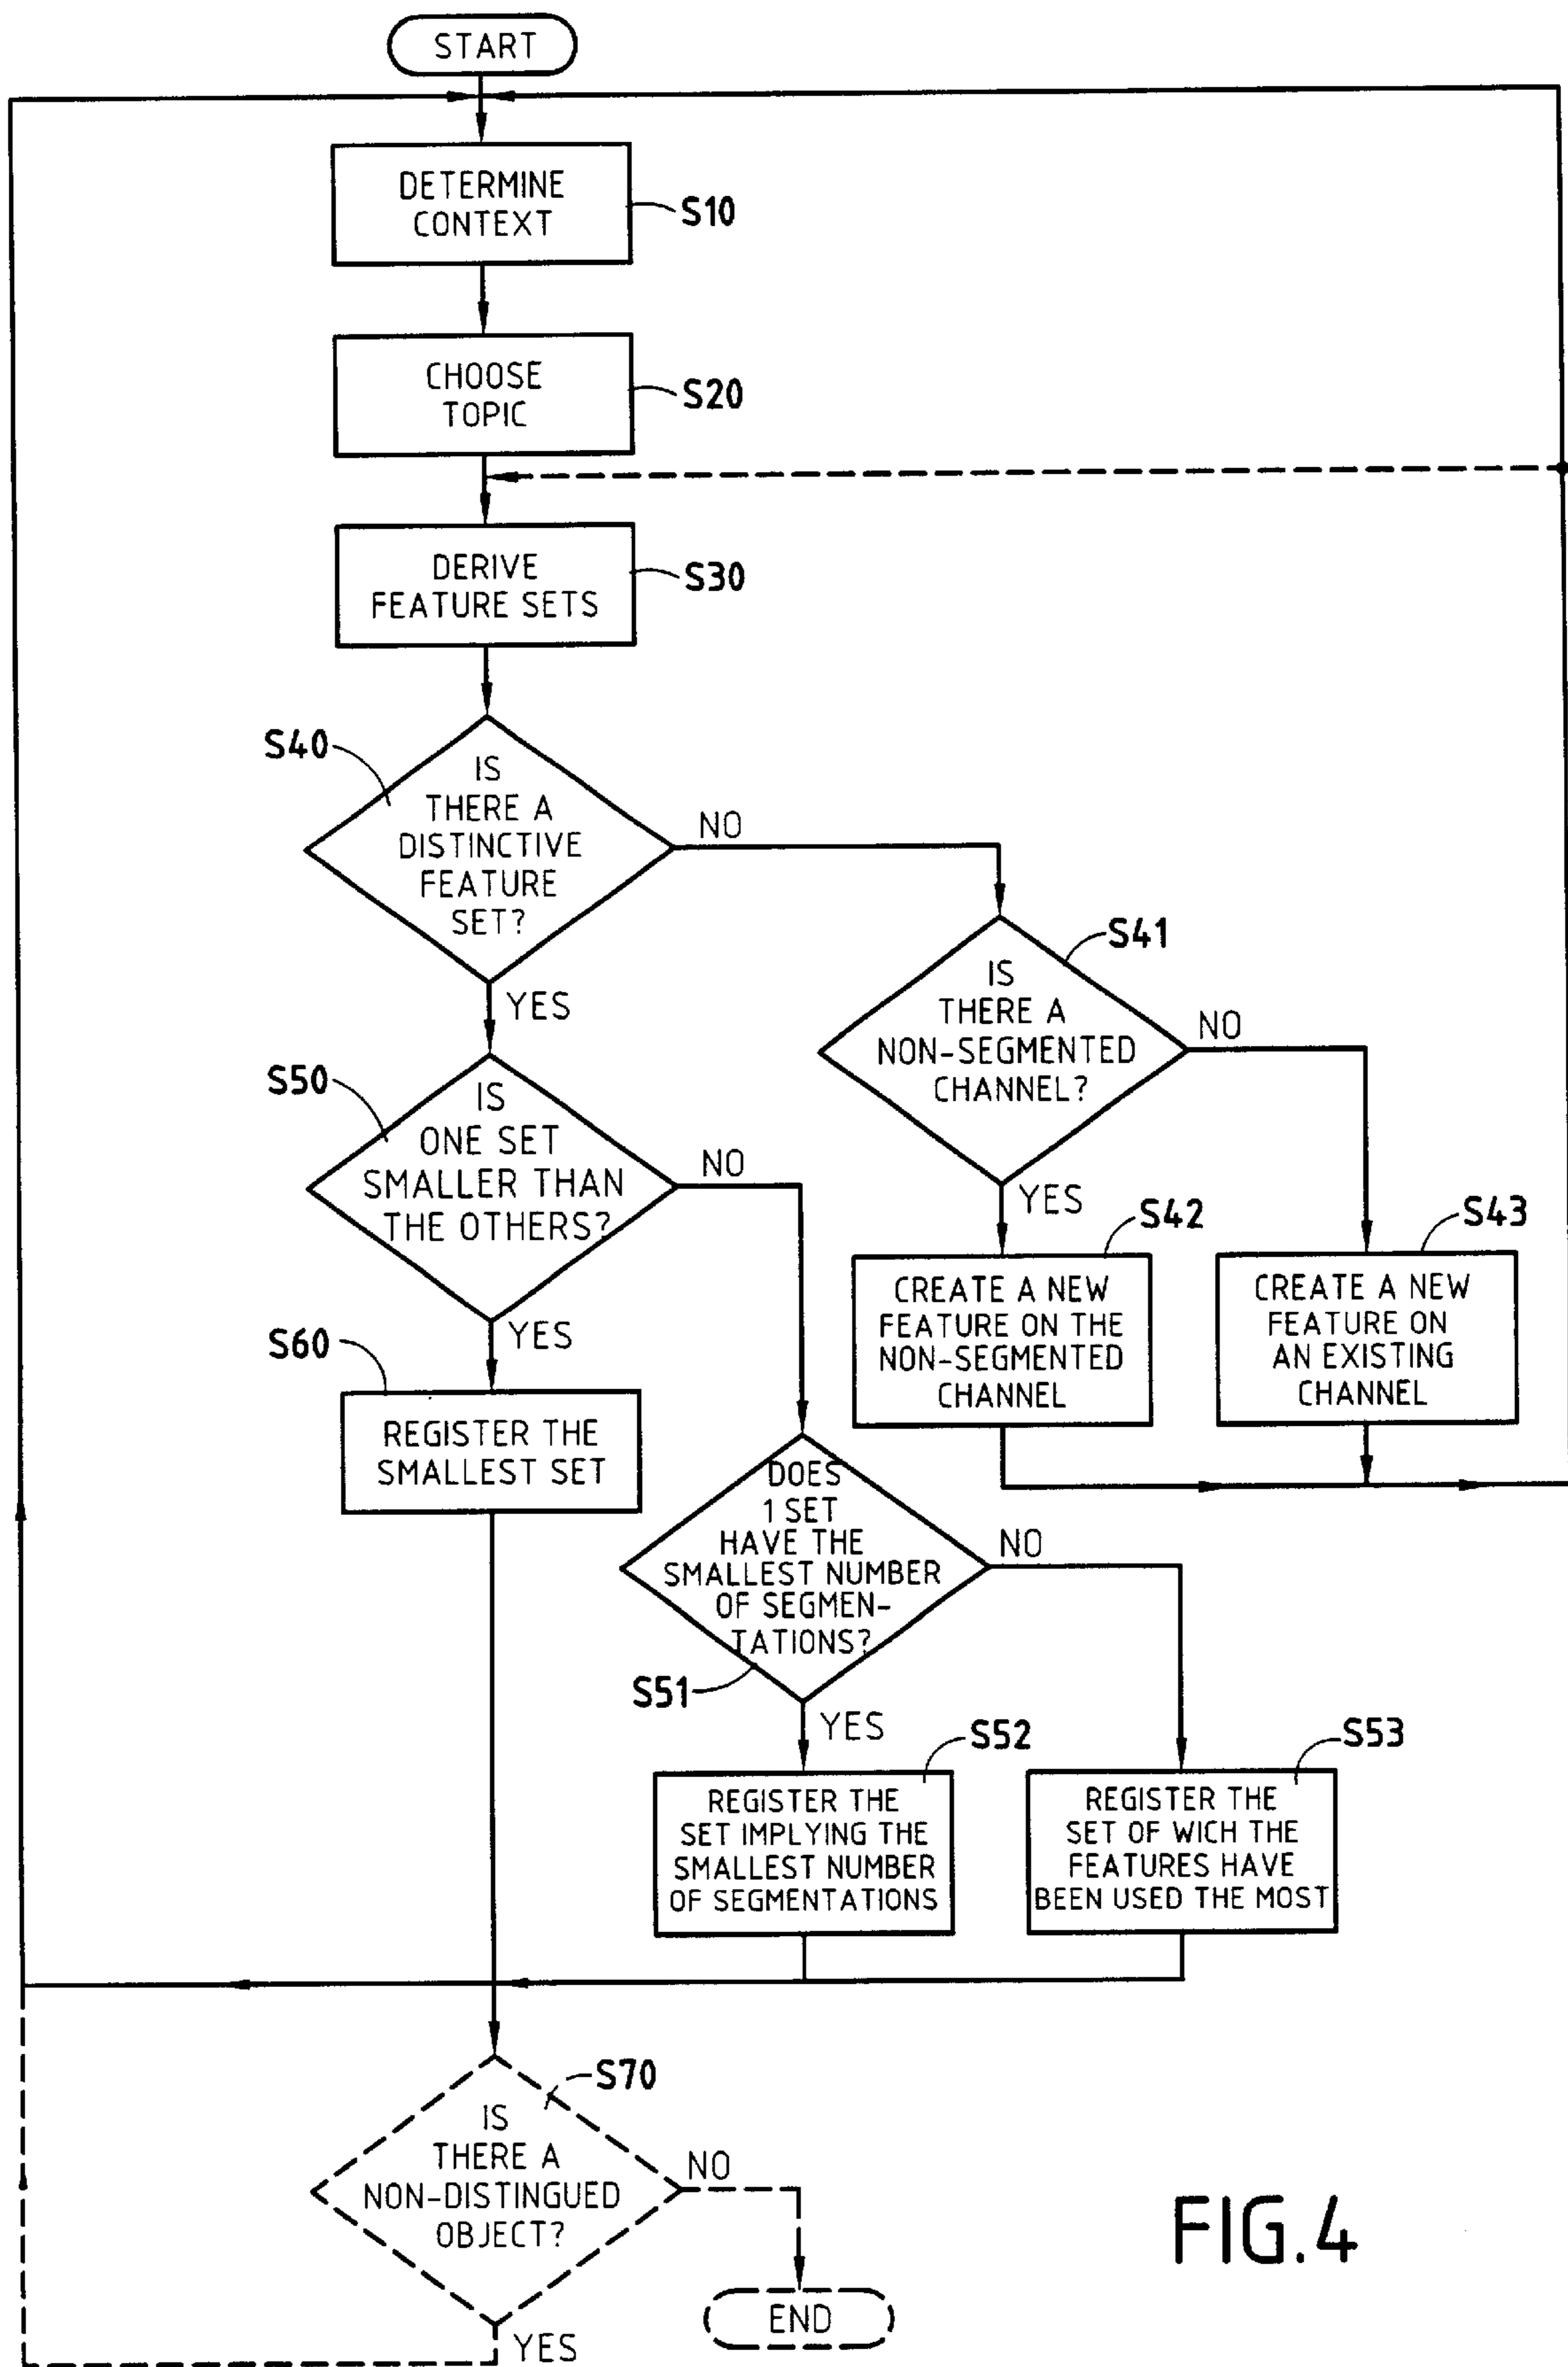 START
DETERMINE
CONTEXT
S10
CHOOSE
TOPIC
S20
DERIVE
FEATURE SETS
S30
S40
IS
THERE A
DISTINCTIVE
FEATURE
SET?
NO
YES
S41
IS
THERE A
NON-SEGMENTED
CHANNEL?
NO
YES
S50
IS
ONE SET
SMALLER THAN
THE OTHERS?
NO
YES
S42
CREATE A NEW
FEATURE ON THE
NON-SEGMENTED
CHANNEL
S43
CREATE A NEW
FEATURE ON
AN EXISTING
CHANNEL
S60
REGISTER THE
SMALLEST SET
DOES
1 SET
HAVE THE
SMALLEST NUMBER
OF SEGMEN-
TATIONS?
NO
S51
YES
S52
REGISTER THE
SET IMPLYING THE
SMALLEST NUMBER
OF SEGMENTATIONS
S53
REGISTER THE
SET OF WICH THE
FEATURES HAVE
BEEN USED THE MOST
S70
IS
THERE A
NON-DISTINGUED
OBJECT?
NO
YES
END
FIG.4